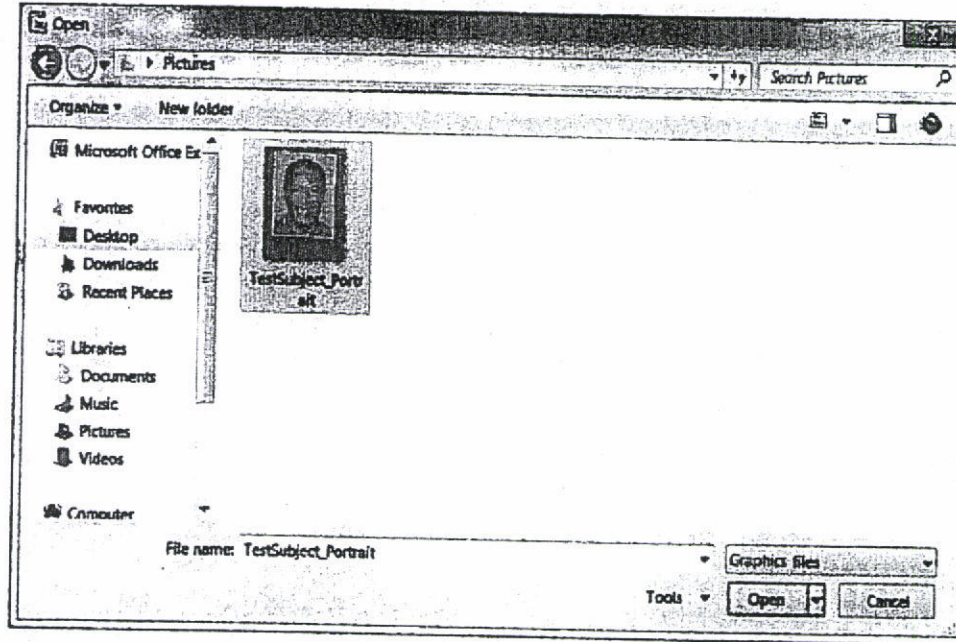 Open
Pictures
Search Pictures
Organize
New folder
Microsoft Office Ex
Favorites
Desktop
Downloads
Recent Places
Libraries
Documents
Music
Pictures
Videos
Computer
TestSubject_Portr
ait
File name: TestSubject_Portrait
Graphics files
Tools
Open
Cancel